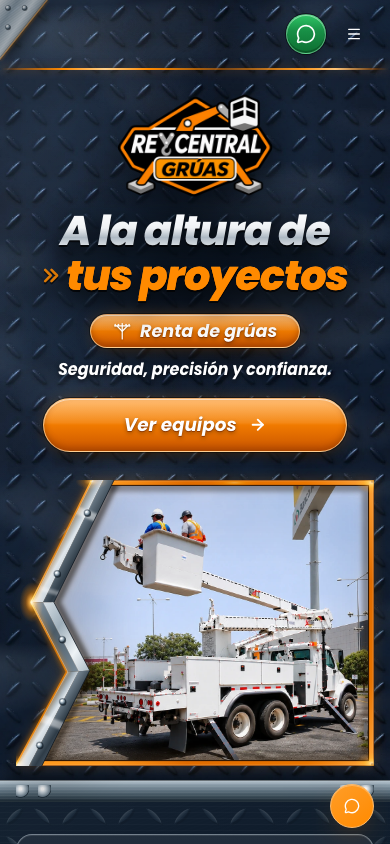 REYCENTRAL
GRÚAS
A la altura de
» tus proyectos
Renta de grúas
Seguridad, precisión y confianza.
Ver equipos →